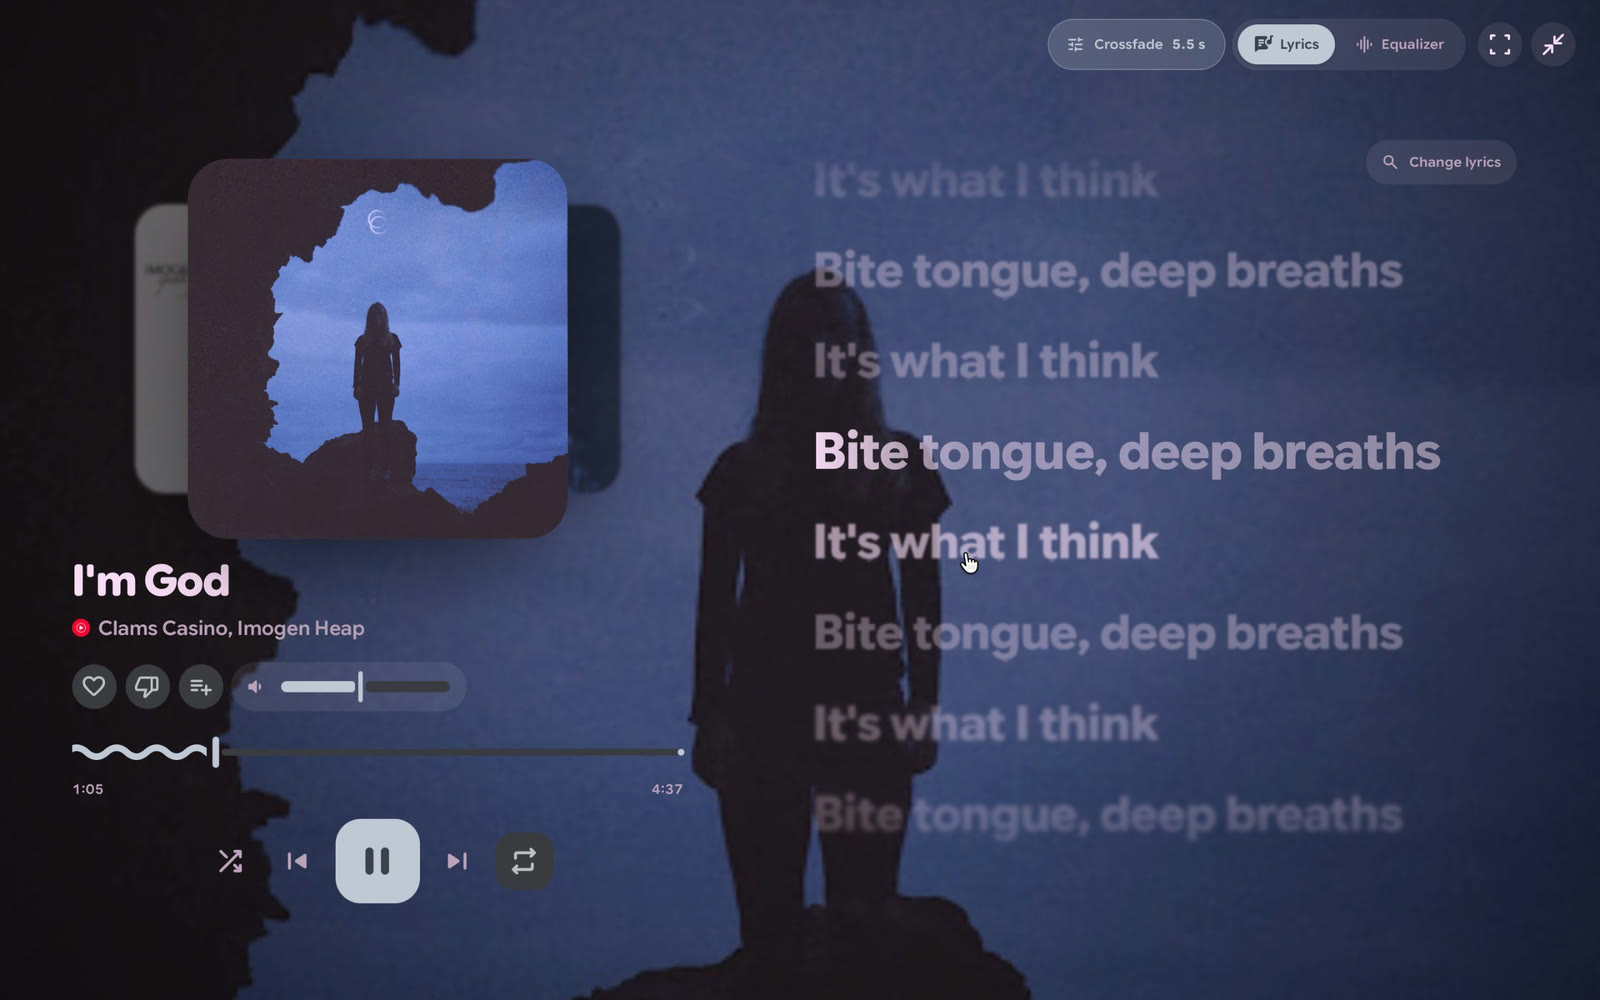 Crossfade 5.5 s
Lyrics
Equalizer
Change lyrics
It's what I think
Bite tongue, deep breaths
It's what I think
Bite tongue, deep breaths
It's what I think
Bite tongue, deep breaths
It's what I think
Bite tongue, deep breaths
I'm God
Clams Casino, Imogen Heap
1:05
4:37